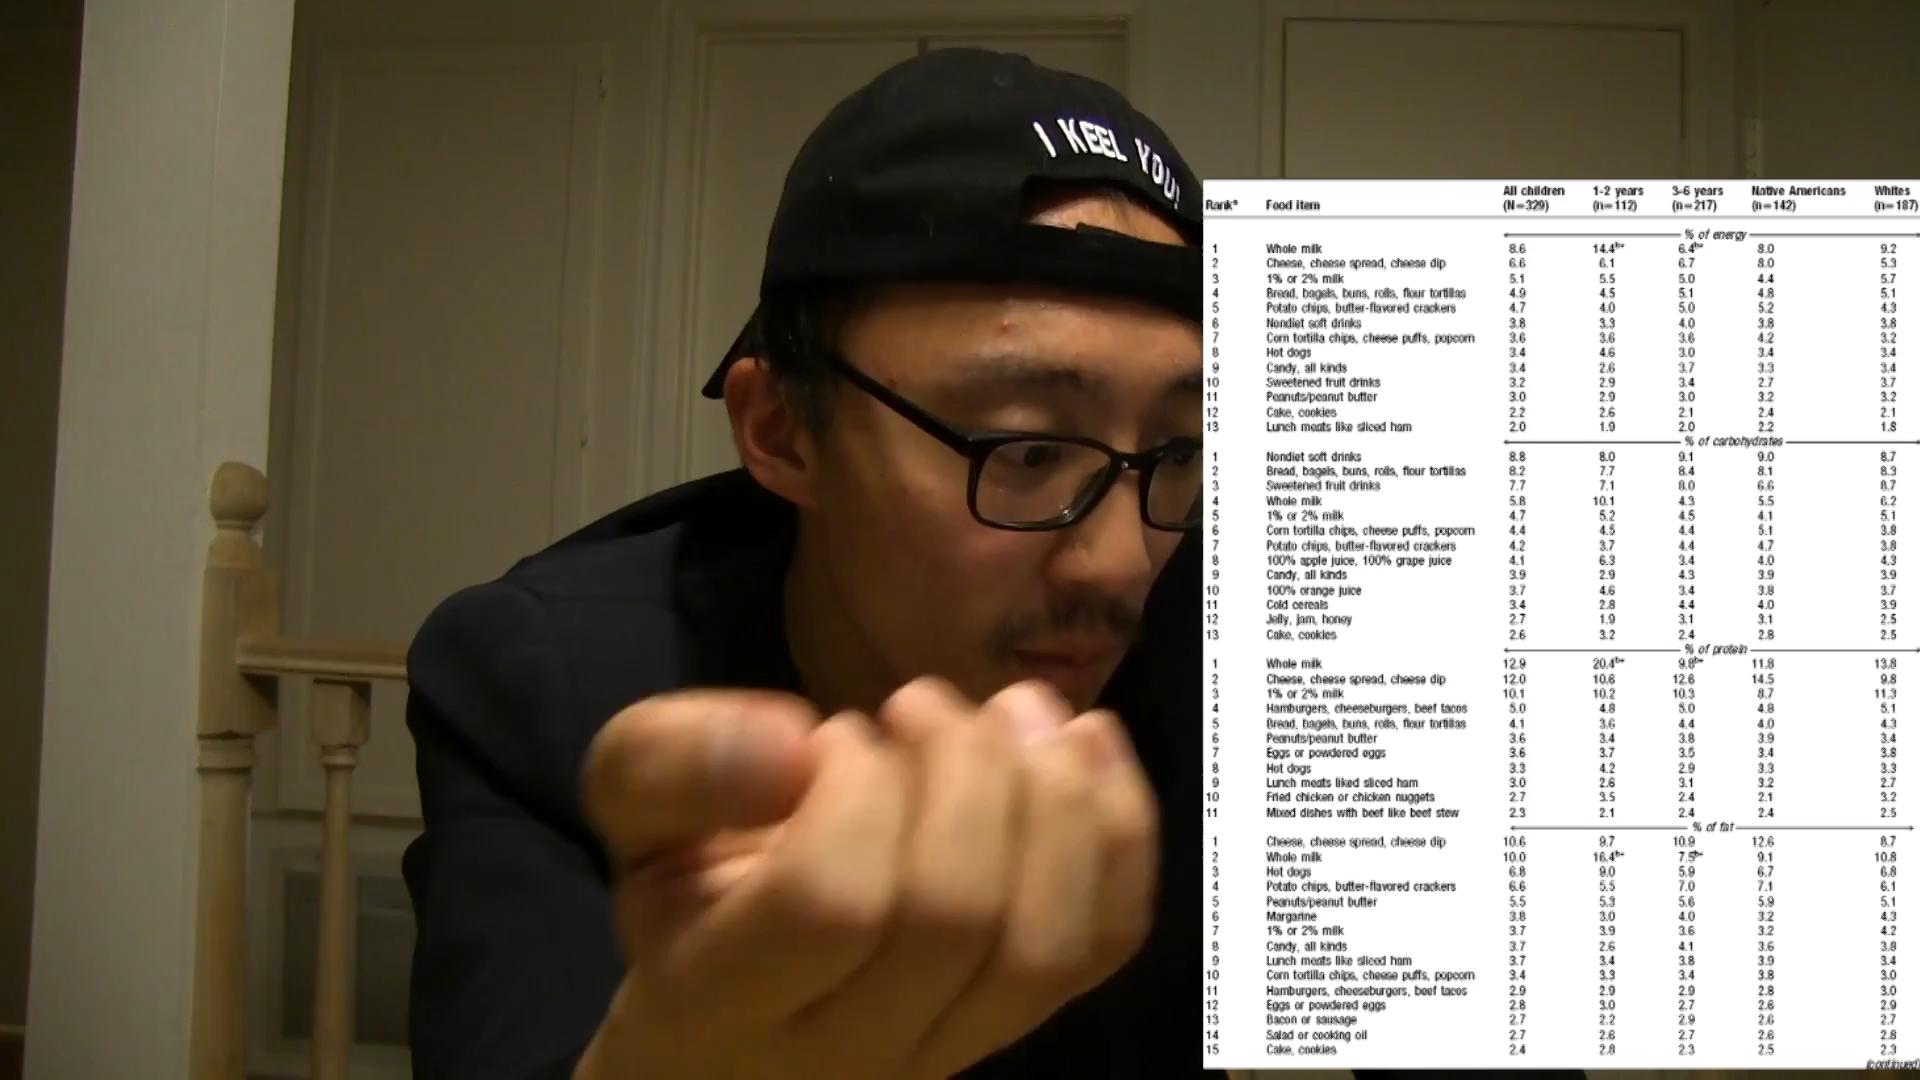 I KEEL YOU!
Rankª Food item All children (N=329) 1-2 years (n=112) 3-6 years (n=217) Native Americans (n=142) Whites (n=187)
% of energy
1 Whole milk 8.6 14.4ᵇ* 6.4ᵇ* 8.0 9.2
2 Cheese, cheese spread, cheese dip 6.6 6.1 6.7 8.0 5.3
3 1% or 2% milk 5.1 5.5 5.0 4.4 5.7
4 Bread, bagels, buns, rolls, flour tortillas 4.9 4.5 5.1 4.8 5.1
5 Potato chips, butter-flavored crackers 4.7 4.0 5.0 5.2 4.3
6 Nondiet soft drinks 3.8 3.3 4.0 3.8 3.8
7 Corn tortilla chips, cheese puffs, popcorn 3.6 3.6 3.6 4.2 3.2
8 Hot dogs 3.4 4.6 3.0 3.4 3.4
9 Candy, all kinds 3.4 2.6 3.7 3.3 3.4
10 Sweetened fruit drinks 3.2 2.9 3.4 2.7 3.7
11 Peanuts/peanut butter 3.0 2.9 3.0 3.2 3.2
12 Cake, cookies 2.2 2.6 2.1 2.4 2.1
13 Lunch meats like sliced ham 2.0 1.9 2.0 2.2 1.8
% of carbohydrates
1 Nondiet soft drinks 8.8 8.0 9.1 9.0 8.7
2 Bread, bagels, buns, rolls, flour tortillas 8.2 7.7 8.4 8.1 8.3
3 Sweetened fruit drinks 7.7 7.1 8.0 6.6 8.7
4 Whole milk 5.8 10.1 4.3 5.5 6.2
5 1% or 2% milk 4.7 5.2 4.5 4.1 5.1
6 Corn tortilla chips, cheese puffs, popcorn 4.4 4.5 4.4 5.1 3.8
7 Potato chips, butter-flavored crackers 4.2 3.7 4.4 4.7 3.8
8 100% apple juice, 100% grape juice 4.1 6.3 3.4 4.0 4.3
9 Candy, all kinds 3.9 2.9 4.3 3.9 3.9
10 100% orange juice 3.7 4.6 3.4 3.8 3.7
11 Cold cereals 3.4 2.8 4.4 4.0 3.9
12 Jelly, jam, honey 2.7 1.9 3.1 3.1 2.5
13 Cake, cookies 2.6 3.2 2.4 2.8 2.5
% of protein
1 Whole milk 12.9 20.4ᵇ* 9.8ᵇ* 11.8 13.8
2 Cheese, cheese spread, cheese dip 12.0 10.6 12.6 14.5 9.8
3 1% or 2% milk 10.1 10.2 10.3 8.7 11.3
4 Hamburgers, cheeseburgers, beef tacos 5.0 4.8 5.0 4.8 5.1
5 Bread, bagels, buns, rolls, flour tortillas 4.1 3.6 4.4 4.0 4.3
6 Peanuts/peanut butter 3.6 3.4 3.8 3.9 3.4
7 Eggs or powdered eggs 3.6 3.7 3.5 3.4 3.8
8 Hot dogs 3.3 4.2 2.9 3.3 3.3
9 Lunch meats liked sliced ham 3.0 2.6 3.1 3.2 2.7
10 Fried chicken or chicken nuggets 2.7 3.5 2.4 2.1 3.2
11 Mixed dishes with beef like beef stew 2.3 2.1 2.4 2.4 2.5
% of fat
1 Cheese, cheese spread, cheese dip 10.6 9.7 10.9 12.6 8.7
2 Whole milk 10.0 16.4ᵇ* 7.5ᵇ* 9.1 10.8
3 Hot dogs 6.8 9.0 5.9 6.7 6.8
4 Potato chips, butter-flavored crackers 6.6 5.5 7.0 7.1 6.1
5 Peanuts/peanut butter 5.5 5.3 5.6 5.9 5.1
6 Margarine 3.8 3.0 4.0 3.2 4.3
7 1% or 2% milk 3.7 3.9 3.6 3.2 4.2
8 Candy, all kinds 3.7 2.6 4.1 3.6 3.8
9 Lunch meats like sliced ham 3.7 3.4 3.8 3.9 3.4
10 Corn tortilla chips, cheese puffs, popcorn 3.4 3.3 3.4 3.8 3.0
11 Hamburgers, cheeseburgers, beef tacos 2.9 2.9 2.9 2.8 3.0
12 Eggs or powdered eggs 2.8 3.0 2.7 2.6 2.9
13 Bacon or sausage 2.7 2.2 2.9 2.6 2.7
14 Salad or cooking oil 2.7 2.6 2.7 2.6 2.8
15 Cake, cookies 2.4 2.8 2.3 2.5 2.3
(continued)